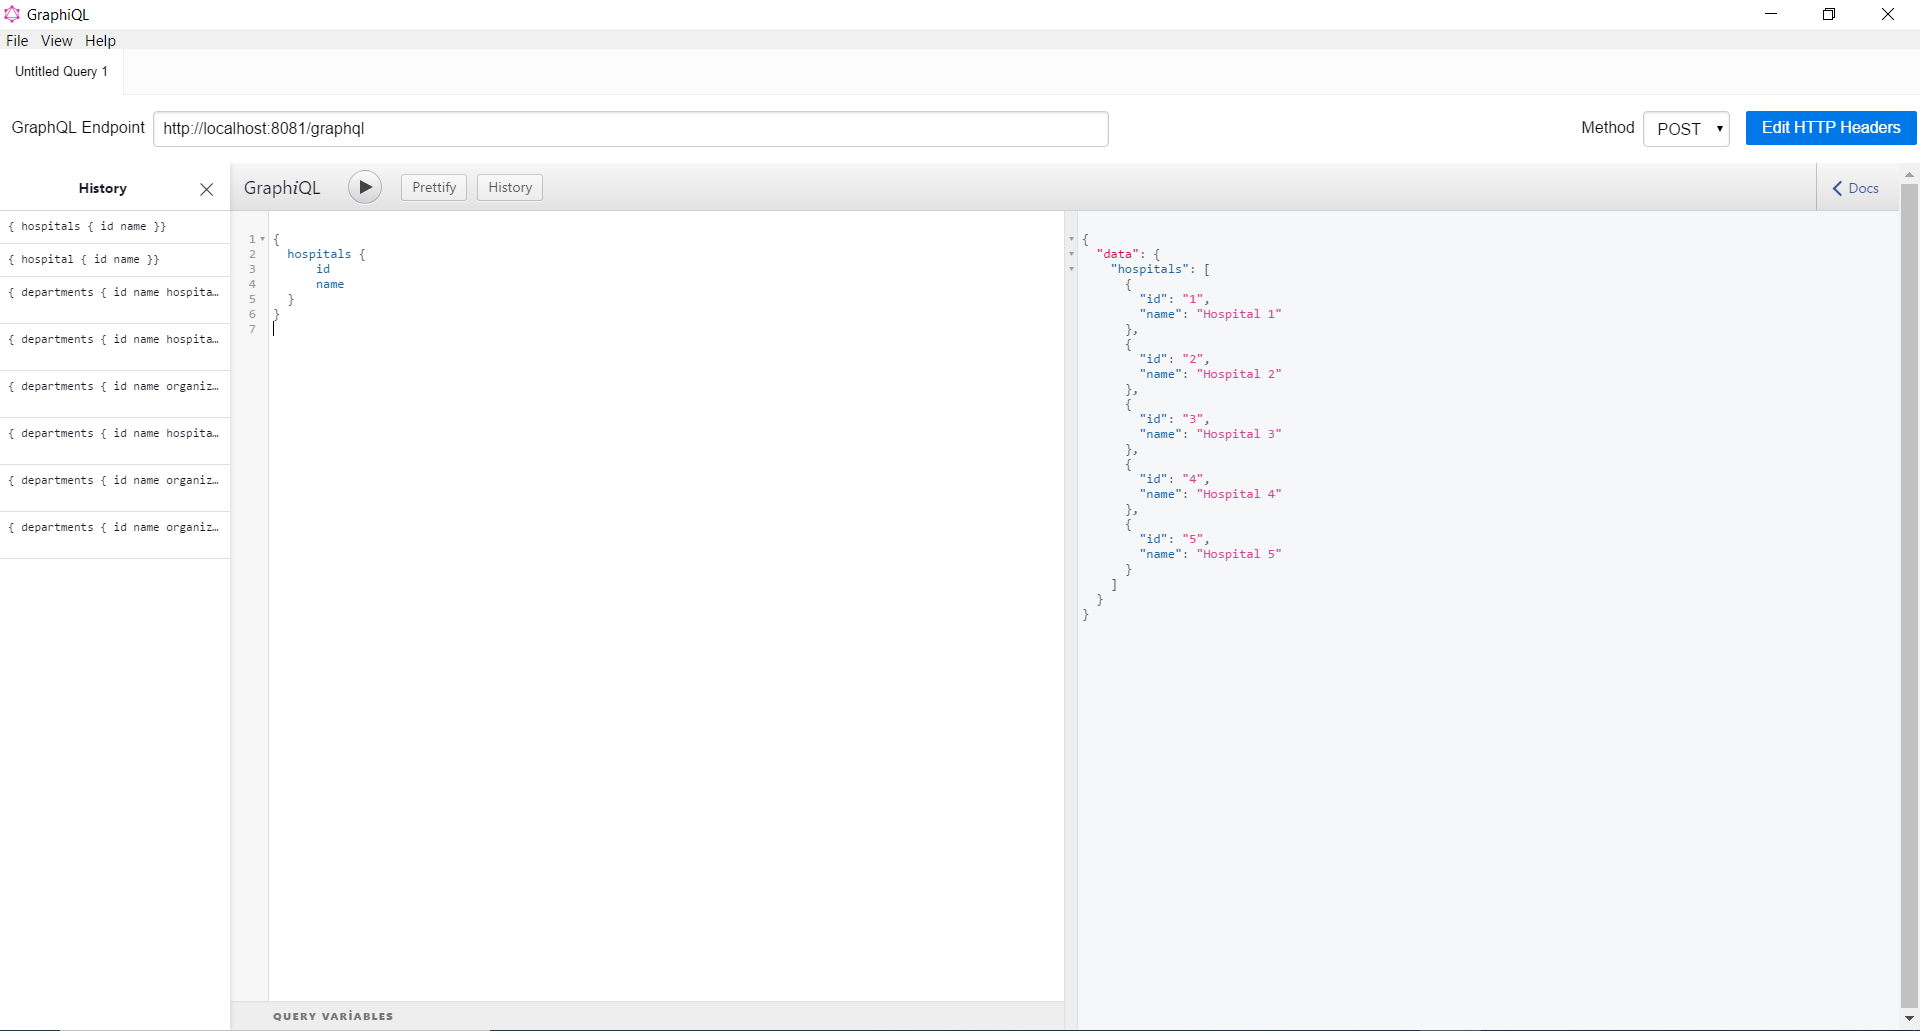 GraphiQL
File View Help
Untitled Query 1
GraphQL Endpoint http://localhost:8081/graphql Method POST Edit HTTP Headers
History
{ hospitals { id name }}
{ hospital { id name }}
{ departments { id name hospita…
{ departments { id name hospita…
{ departments { id name organiz…
{ departments { id name hospita…
{ departments { id name organiz…
{ departments { id name organiz…
GraphiQL Prettify History Docs
1 {
2 hospitals {
3 id
4 name
5 }
6 }
7
QUERY VARİABLES
{
"data": {
"hospitals": [
{
"id": "1",
"name": "Hospital 1"
},
{
"id": "2",
"name": "Hospital 2"
},
{
"id": "3",
"name": "Hospital 3"
},
{
"id": "4",
"name": "Hospital 4"
},
{
"id": "5",
"name": "Hospital 5"
}
]
}
}